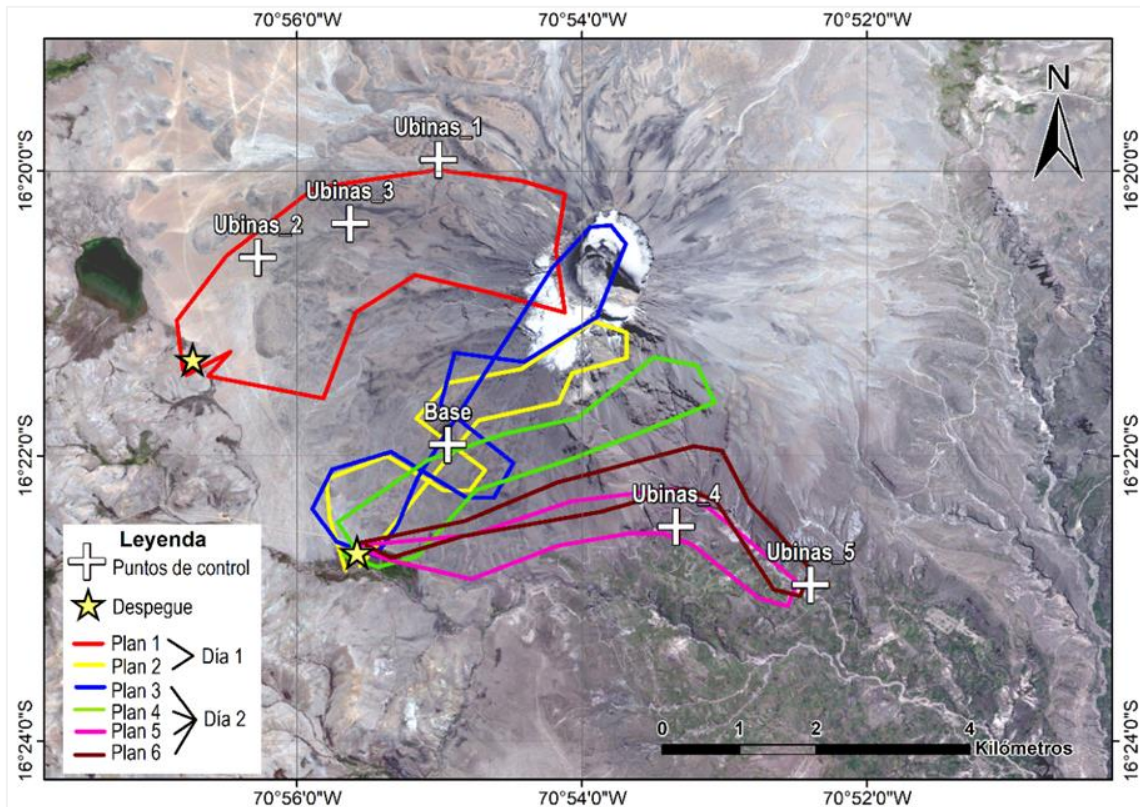 70°56'0"W 70°54'0"W 70°52'0"W
16°20'0"S 16°20'0"S
16°22'0"S 16°22'0"S
16°24'0"S 16°24'0"S
N
Ubinas_1
Ubinas_3
Ubinas_2
Base
Ubinas_4
Ubinas_5
Leyenda
Puntos de control
Despegue
Plan 1
Plan 2
Día 1
Plan 3
Plan 4
Plan 5
Plan 6
Día 2
0 1 2 4
Kilómetros
70°56'0"W 70°54'0"W 70°52'0"W